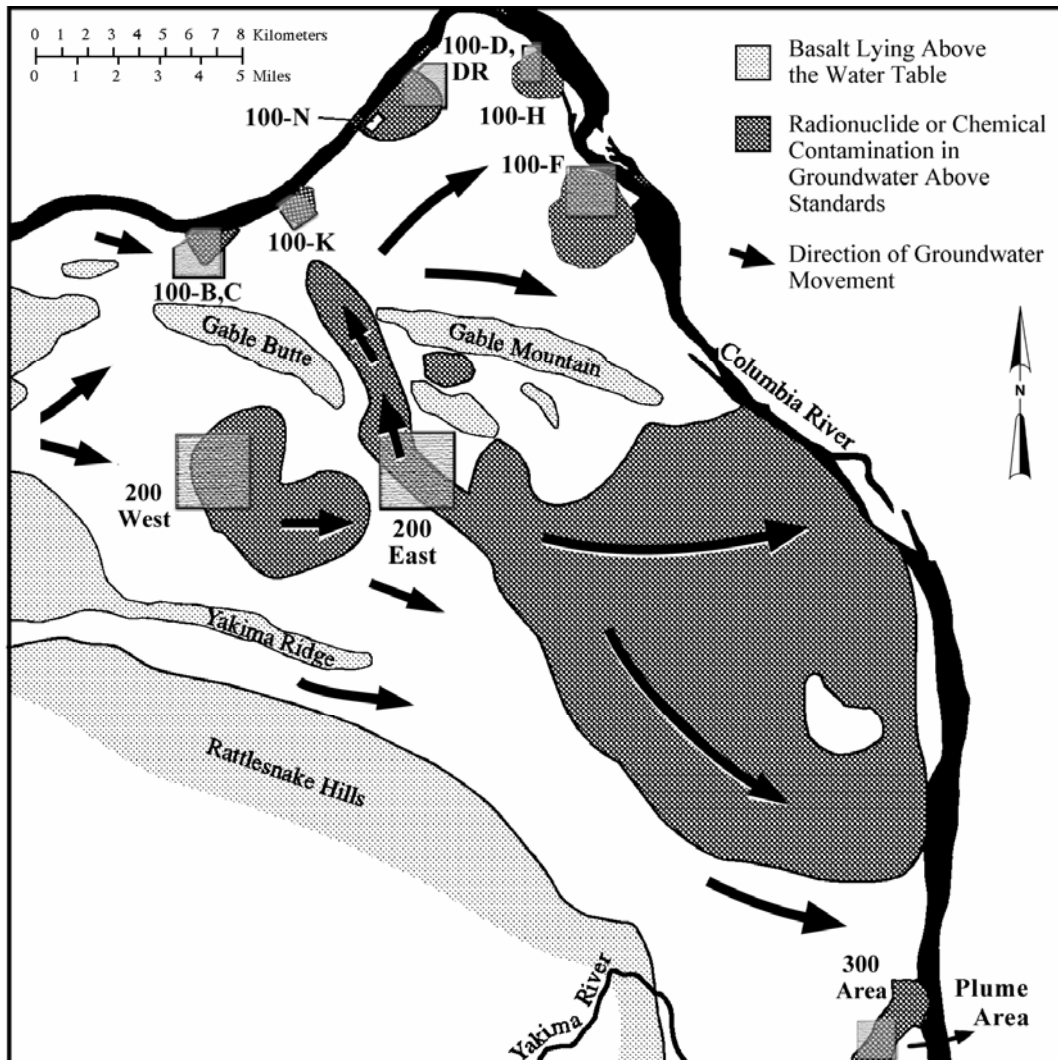 0 1 2 3 4 5 6 7 8 Kilometers
0 1 2 3 4 5 Miles
100-D,
DR
100-N
100-H
100-F
100-K
100-B,C
Basalt Lying Above
the Water Table
Radionuclide or Chemical
Contamination in
Groundwater Above
Standards
Direction of Groundwater
Movement
N
Gable Butte
Gable Mountain
Columbia River
200
West
200
East
Yakima Ridge
Rattlesnake Hills
Yakima River
300
Area
Plume
Area